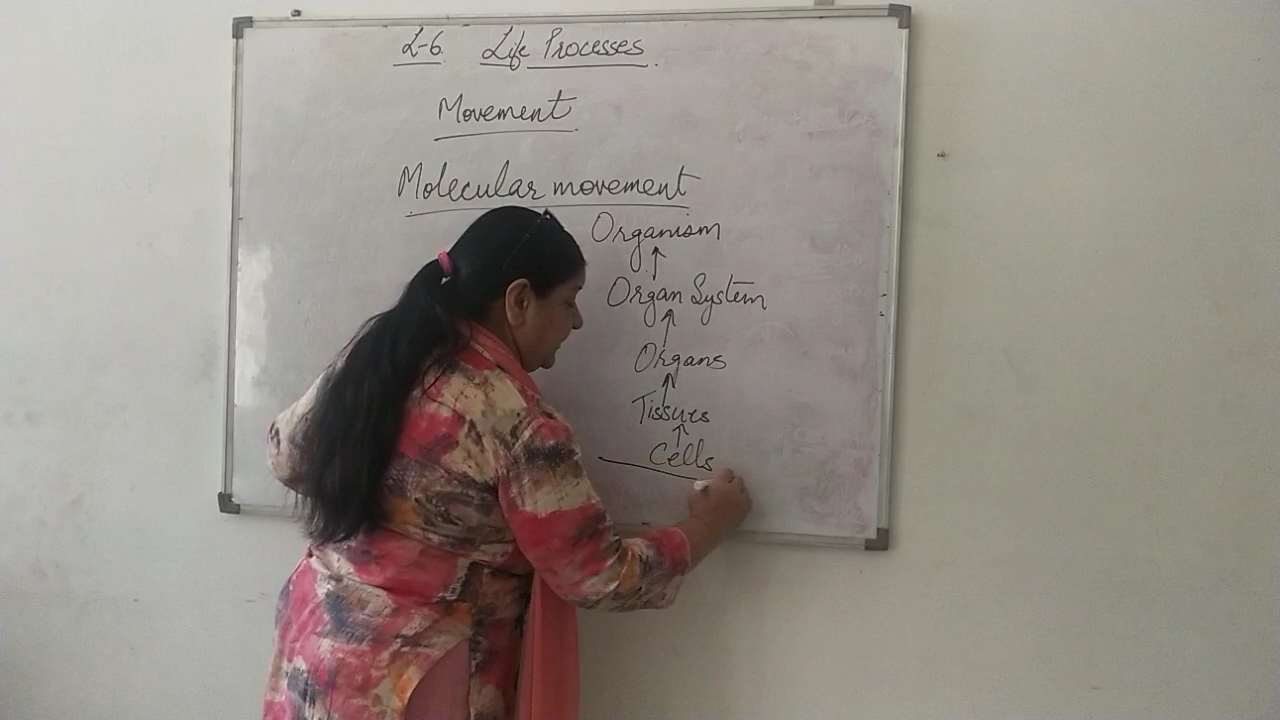 L-6. Life Processes.
Movement
Molecular movement
Organism
↑
Organ System
↑
Organs
↑
Tissues
↑
Cells